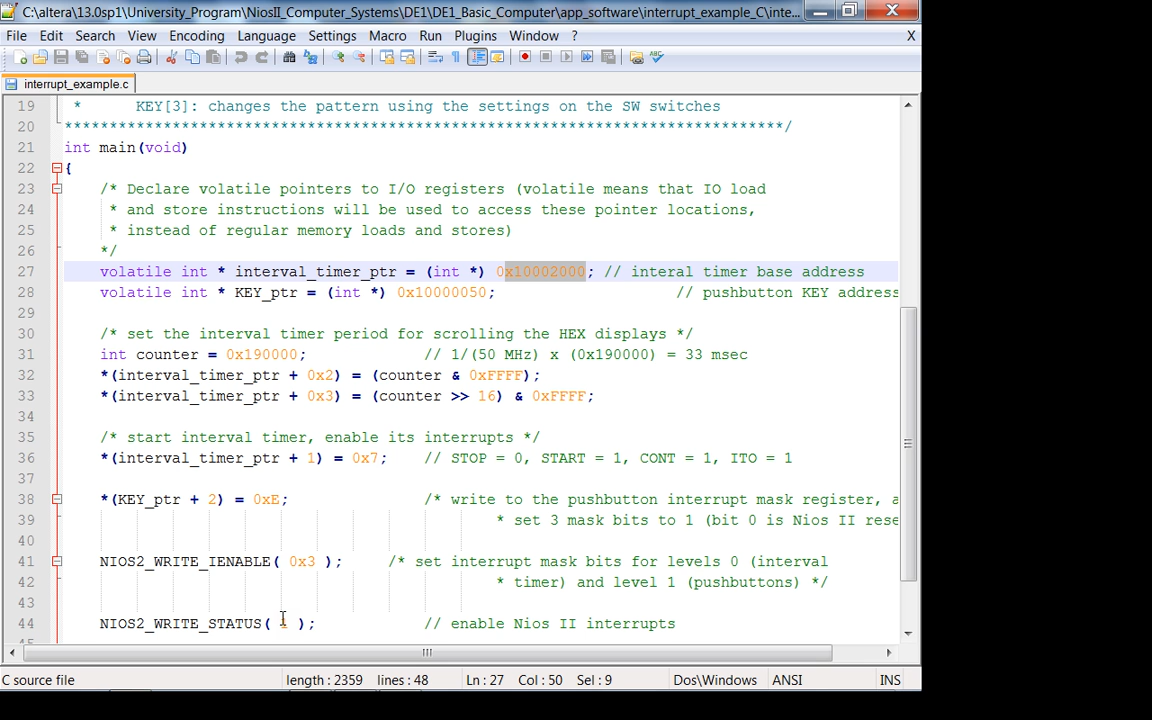 C:\altera\13.0sp1\University_Program\NiosII_Computer_Systems\DE1\DE1_Basic_Computer\app_software\interrupt_example_C\inte...
File Edit Search View Encoding Language Settings Macro Run Plugins Window ? X
interrupt_example.c
19 * KEY[3]: changes the pattern using the settings on the SW switches
20 ********************************************************************************/
21 int main(void)
22 {
23 /* Declare volatile pointers to I/O registers (volatile means that IO load
24 * and store instructions will be used to access these pointer locations,
25 * instead of regular memory loads and stores)
26 */
27 volatile int * interval_timer_ptr = (int *) 0x10002000; // interal timer base address
28 volatile int * KEY_ptr = (int *) 0x10000050; // pushbutton KEY address
29
30 /* set the interval timer period for scrolling the HEX displays */
31 int counter = 0x190000; // 1/(50 MHz) x (0x190000) = 33 msec
32 *(interval_timer_ptr + 0x2) = (counter & 0xFFFF);
33 *(interval_timer_ptr + 0x3) = (counter >> 16) & 0xFFFF;
34
35 /* start interval timer, enable its interrupts */
36 *(interval_timer_ptr + 1) = 0x7; // STOP = 0, START = 1, CONT = 1, ITO = 1
37
38 *(KEY_ptr + 2) = 0xE; /* write to the pushbutton interrupt mask register, a
39 * set 3 mask bits to 1 (bit 0 is Nios II rese
40
41 NIOS2_WRITE_IENABLE( 0x3 ); /* set interrupt mask bits for levels 0 (interval
42 * timer) and level 1 (pushbuttons) */
43
44 NIOS2_WRITE_STATUS( 1 ); // enable Nios II interrupts
45
C source file length : 2359 lines : 48 Ln : 27 Col : 50 Sel : 9 Dos\Windows ANSI INS